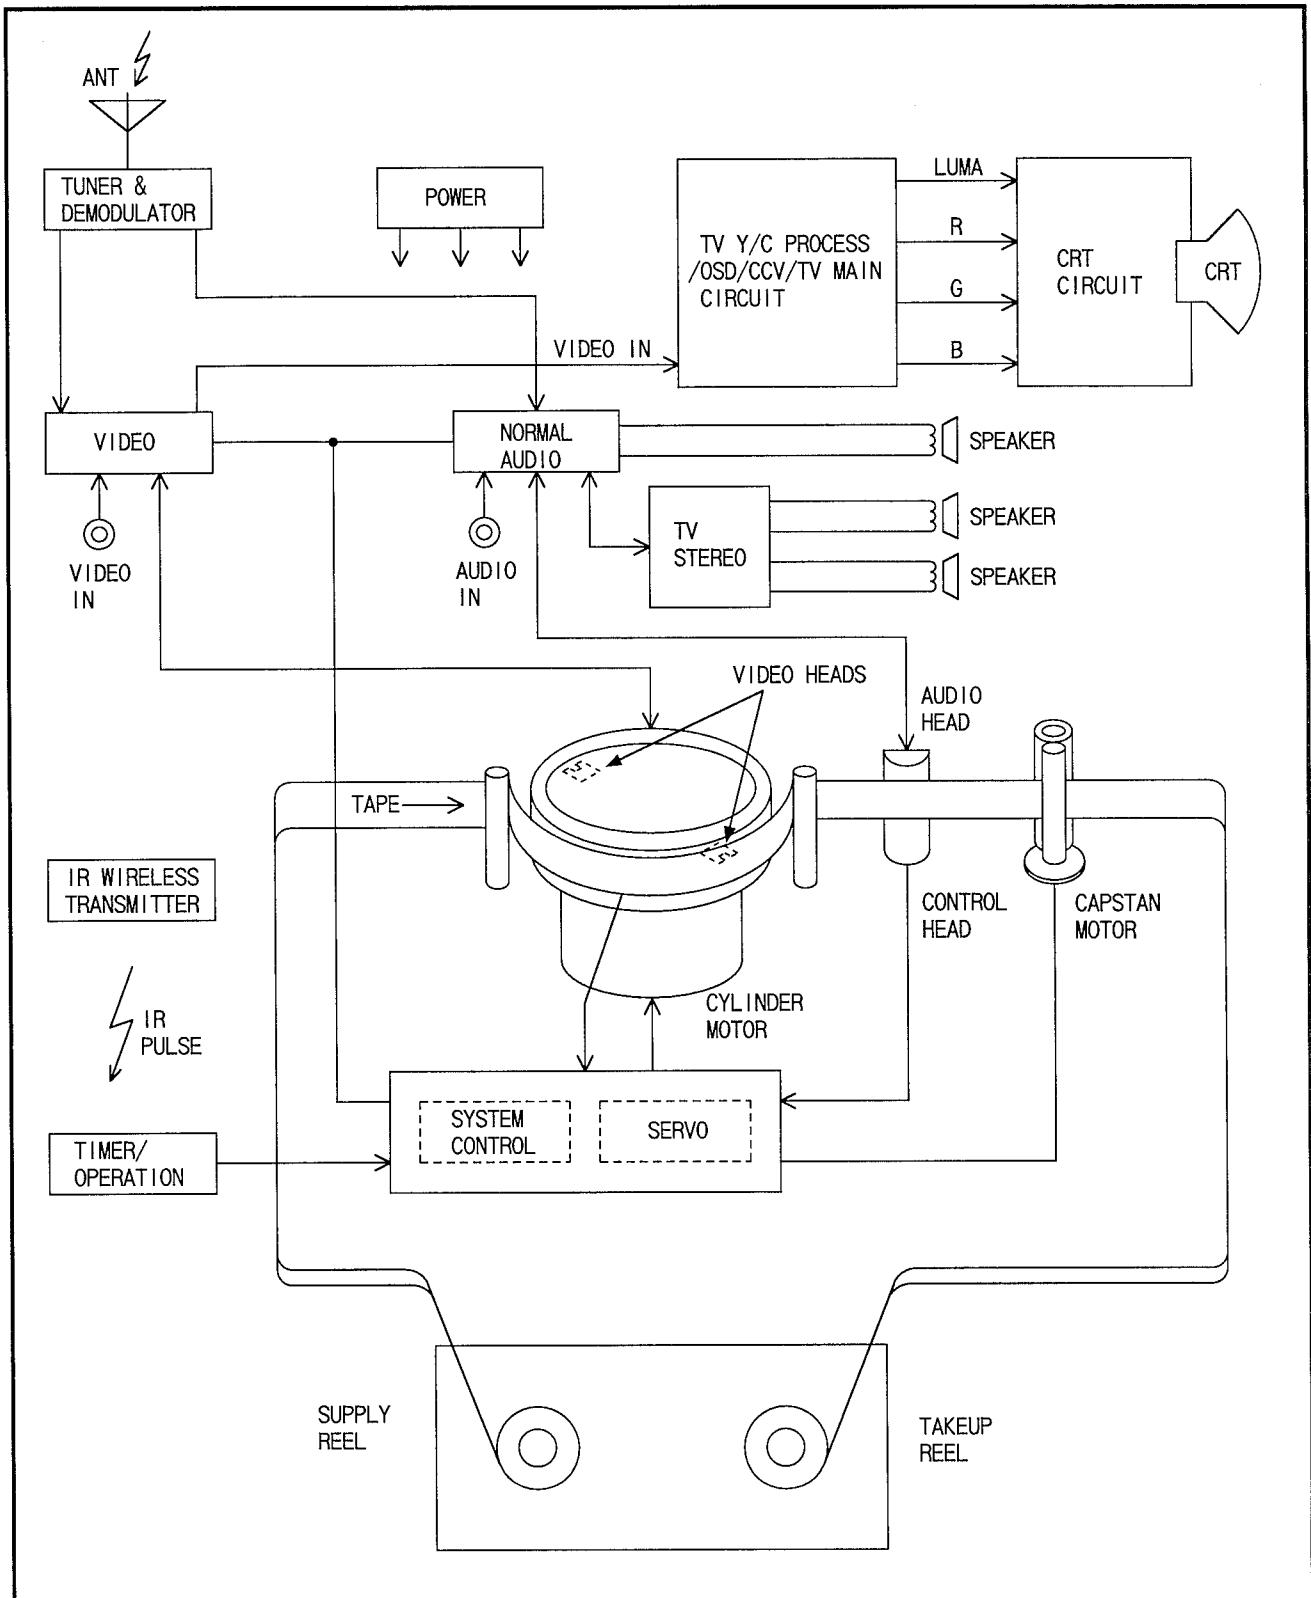 ANT
TUNER &
DEMODULATOR
POWER
TV Y/C PROCESS
/OSD/CCV/TV MAIN
CIRCUIT
LUMA
R
G
B
CRT
CIRCUIT
CRT
VIDEO IN
VIDEO
NORMAL
AUDIO
SPEAKER
SPEAKER
SPEAKER
TV
STEREO
VIDEO
IN
AUDIO
IN
VIDEO HEADS
AUDIO
HEAD
TAPE
IR WIRELESS
TRANSMITTER
CONTROL
HEAD
CAPSTAN
MOTOR
CYLINDER
MOTOR
IR
PULSE
SYSTEM
CONTROL
SERVO
TIMER/
OPERATION
SUPPLY
REEL
TAKEUP
REEL